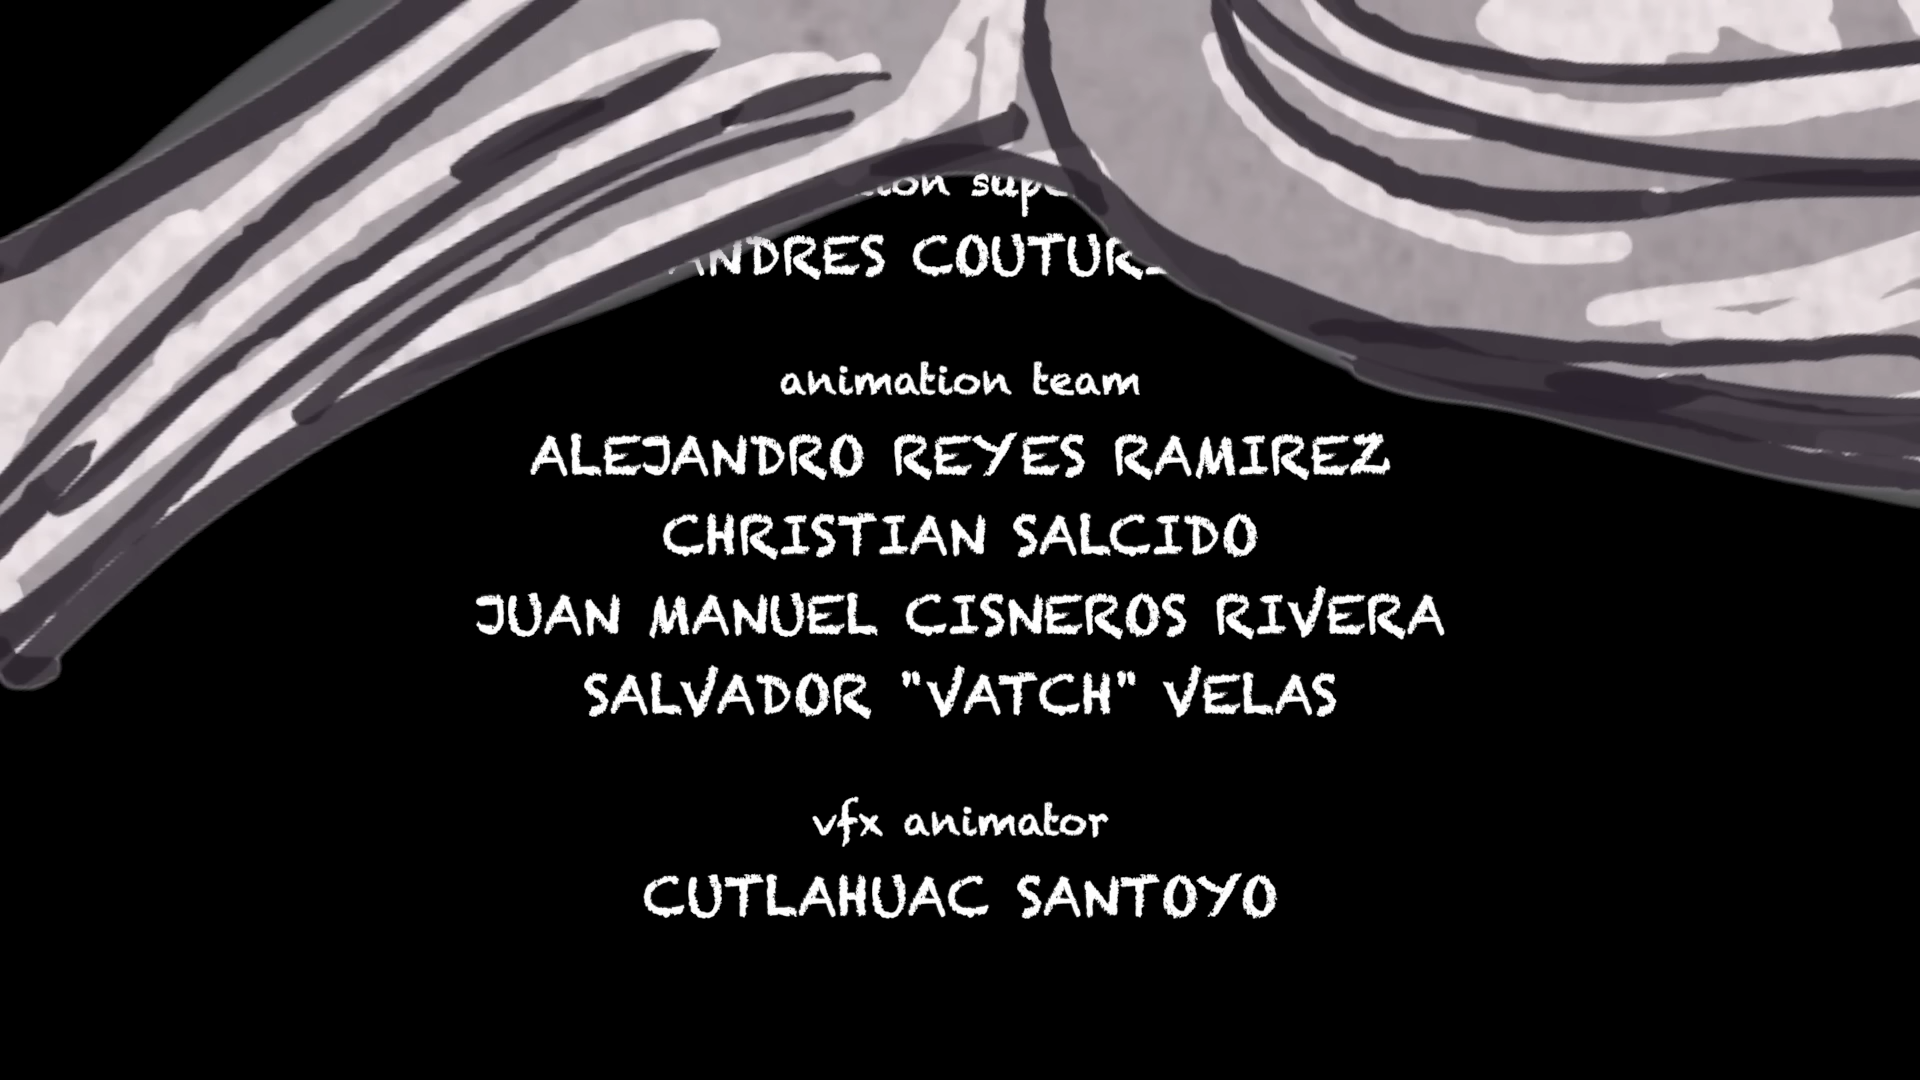 ANDRES
animation team
ALEJANDRO REYES RAMIREZ
CHRISTIAN SALCIDO
JUAN MANUEL CISNEROS RIVERA
SALVADOR "VATCH" VELAS
vfx animator
CUTLAHUAC SANTOYO